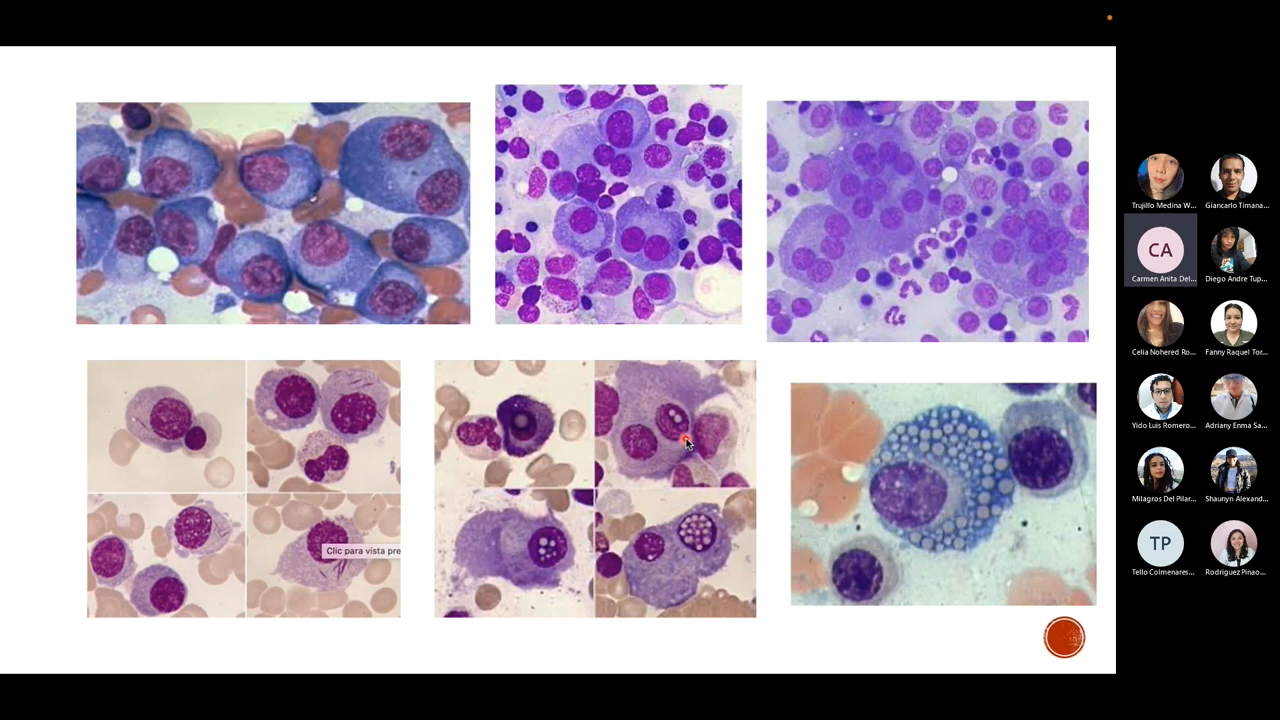 Trujillo Medina W...
Giancarlo Timana...
CA
Carmen Anita Del...
Diego Andre Tup...
Celia Nohered Ro...
Fanny Raquel Tor...
Yido Luis Romero...
Adriany Enma Sa...
Milagros Del Pilar...
Shaunyn Alexand...
TP
Tello Colmenares...
Rodriguez Pinao...
Clic para vista pre